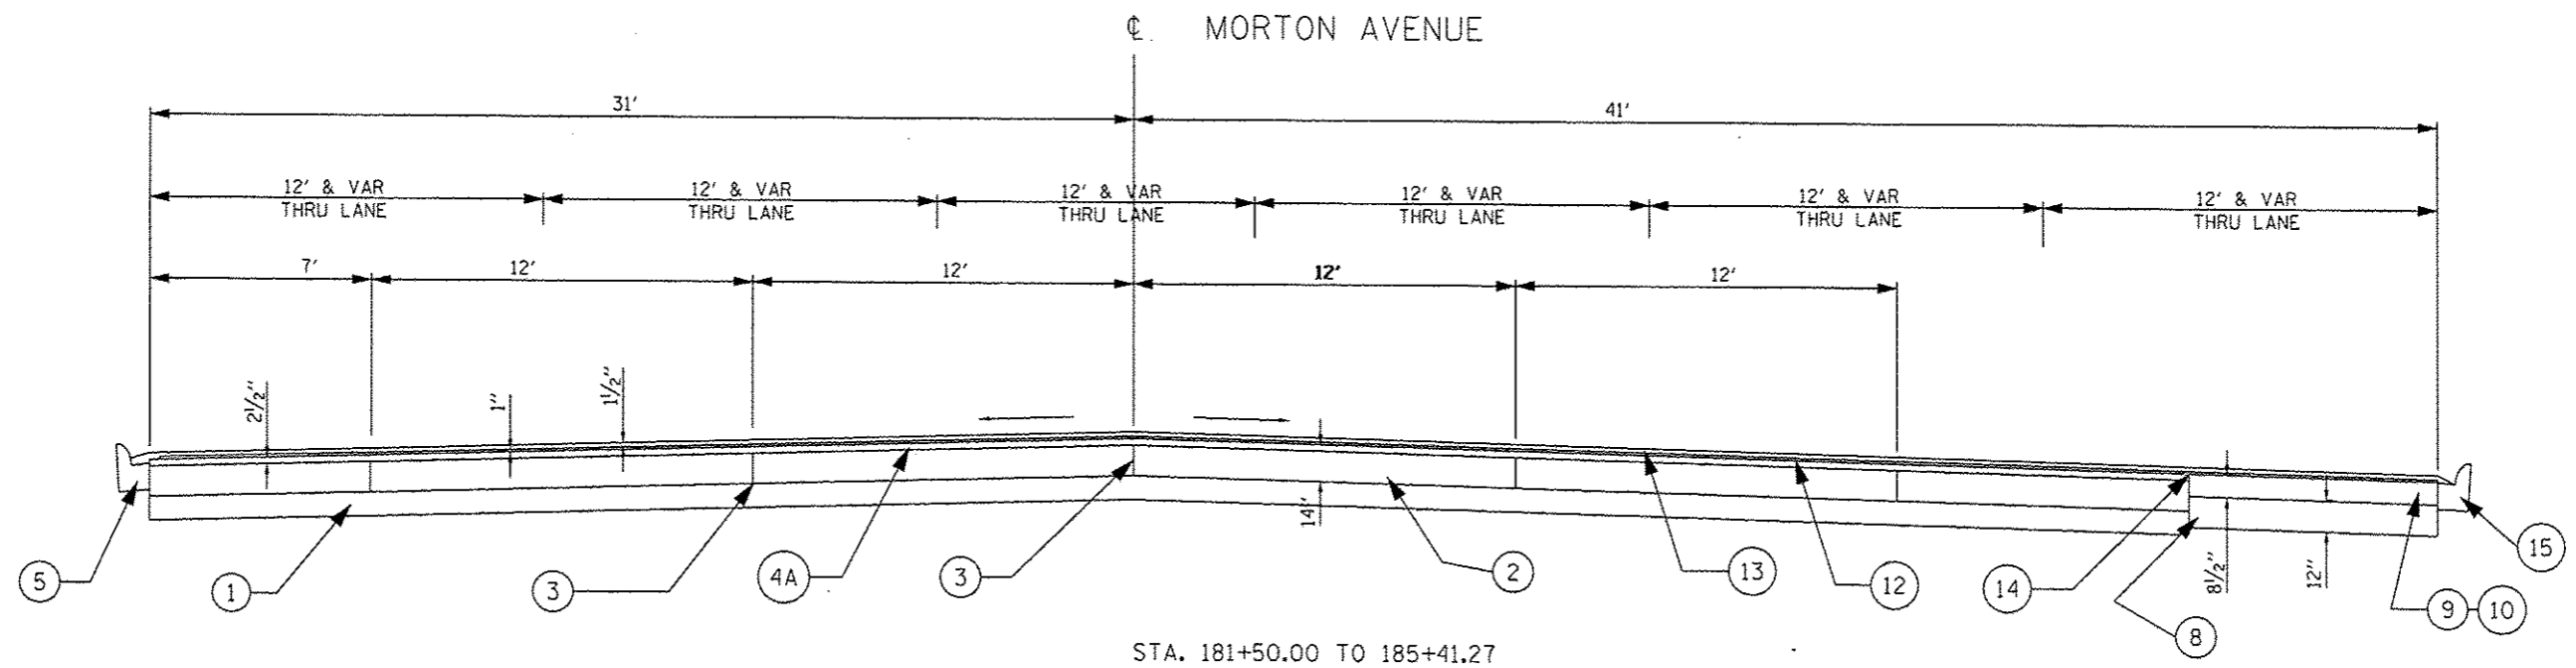 ℄ MORTON AVENUE
31' 41'
12' & VAR 12' & VAR 12' & VAR 12' & VAR 12' & VAR 12' & VAR
THRU LANE THRU LANE THRU LANE THRU LANE THRU LANE THRU LANE
7' 12' 12' 12' 12'
2½" 1" 1½"
14' 8½" 12"
5 1 3 4A 3 2 13 12 14 8 9 10 15
STA. 181+50.00 TO 185+41.27